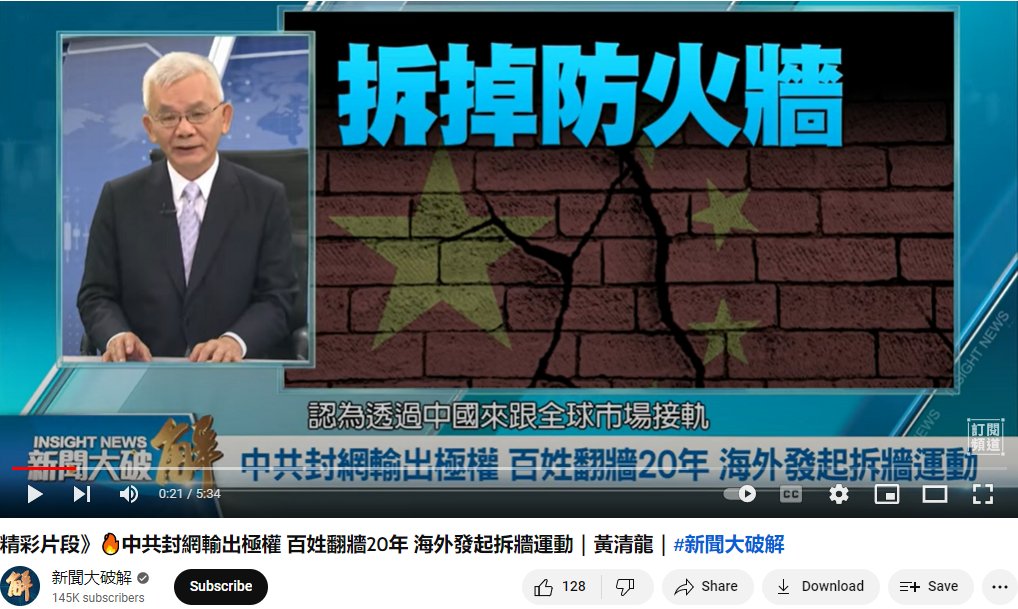 拆掉防火牆
認為透過中國來跟全球市場接軌
INSIGHT NEWS
新聞大破解
中共封網輸出極權 百姓翻牆20年 海外發起拆牆運動
INSIGHT NEWS
NEWS
訂閱
頻道
0:21 / 5:34
CC
精彩片段》🔥中共封網輸出極權 百姓翻牆20年 海外發起拆牆運動｜黃清龍｜#新聞大破解
解
新聞大破解
145K subscribers
Subscribe
128
Share
Download
Save